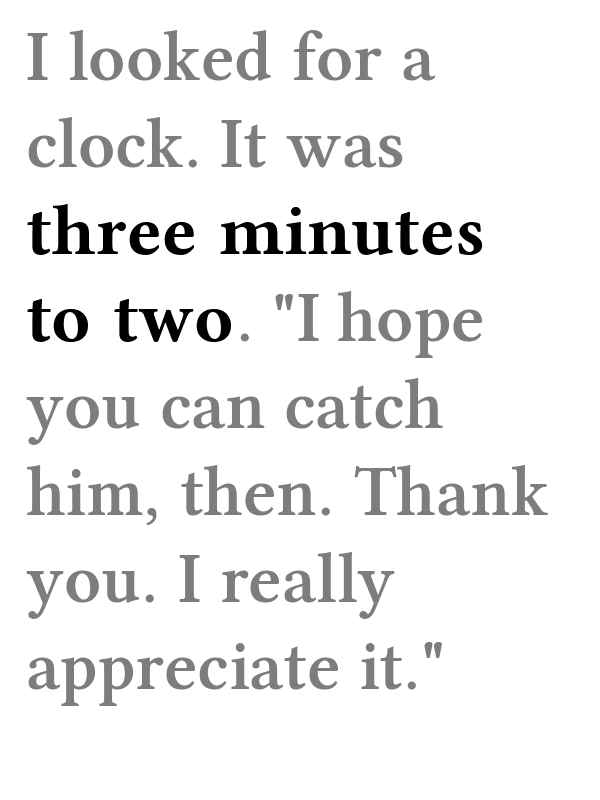 I looked for a
clock. It was
three minutes
to two. "I hope
you can catch
him, then. Thank
you. I really
appreciate it."